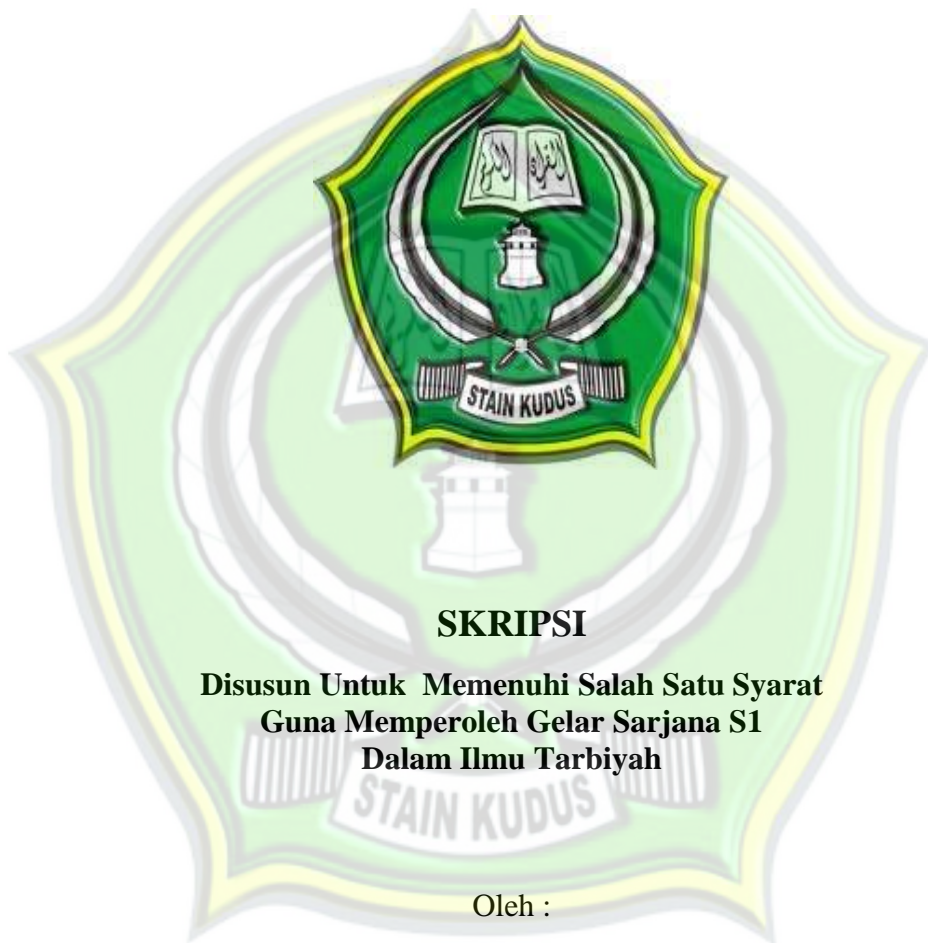 STAIN KUDUS
SKRIPSI
Disusun Untuk Memenuhi Salah Satu Syarat
Guna Memperoleh Gelar Sarjana S1
Dalam Ilmu Tarbiyah
STAIN KUDUS
Oleh :